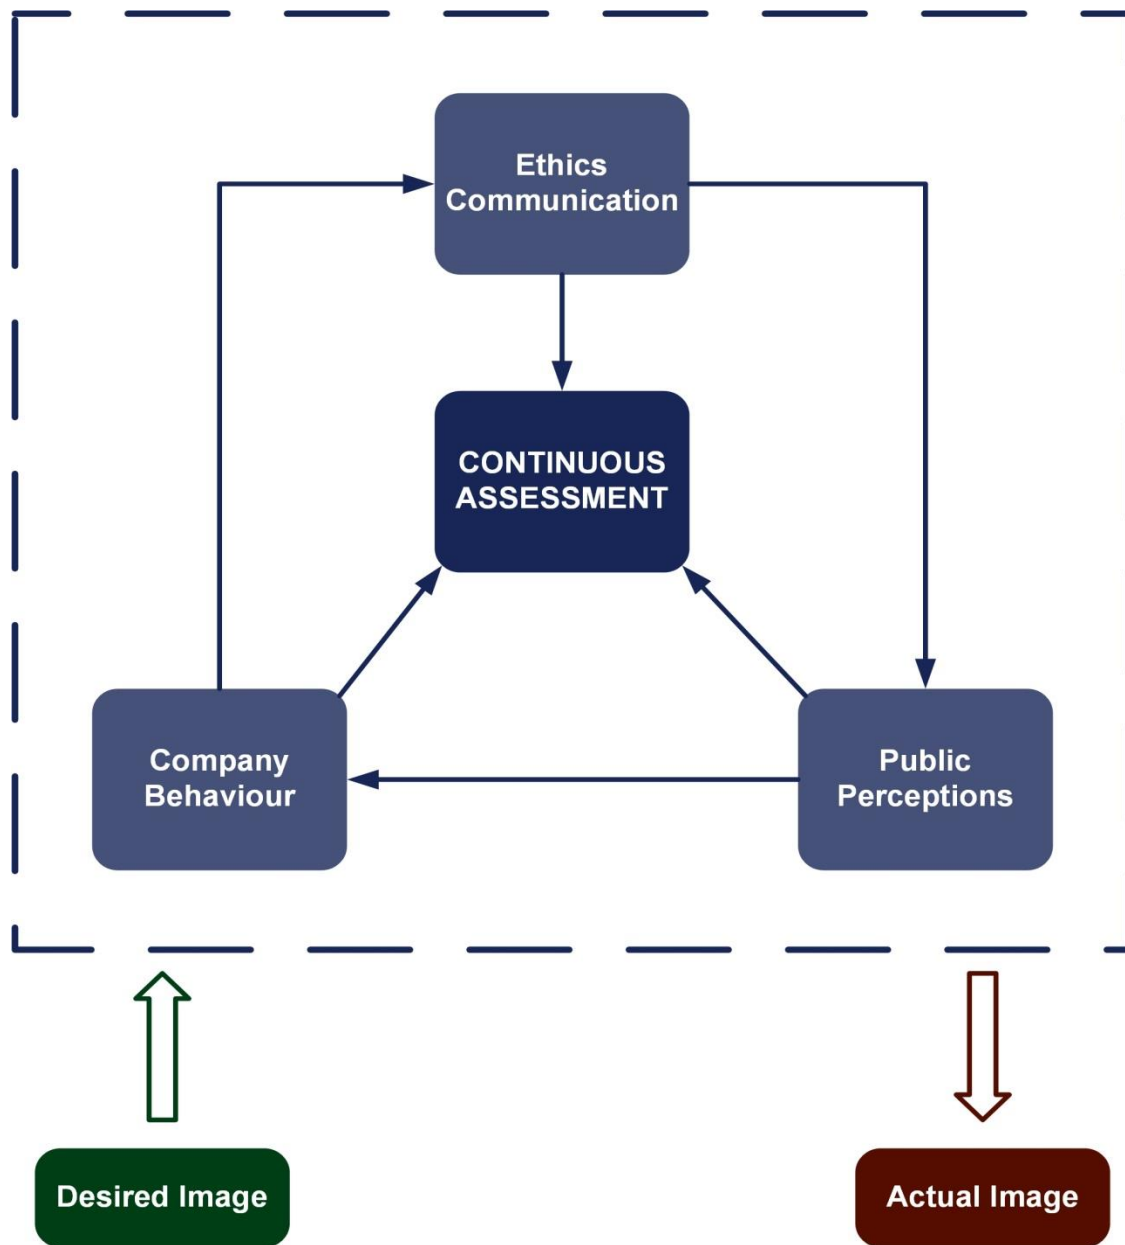 Ethics
Communication
CONTINUOUS
ASSESSMENT
Company
Behaviour
Public
Perceptions
Desired Image
Actual Image